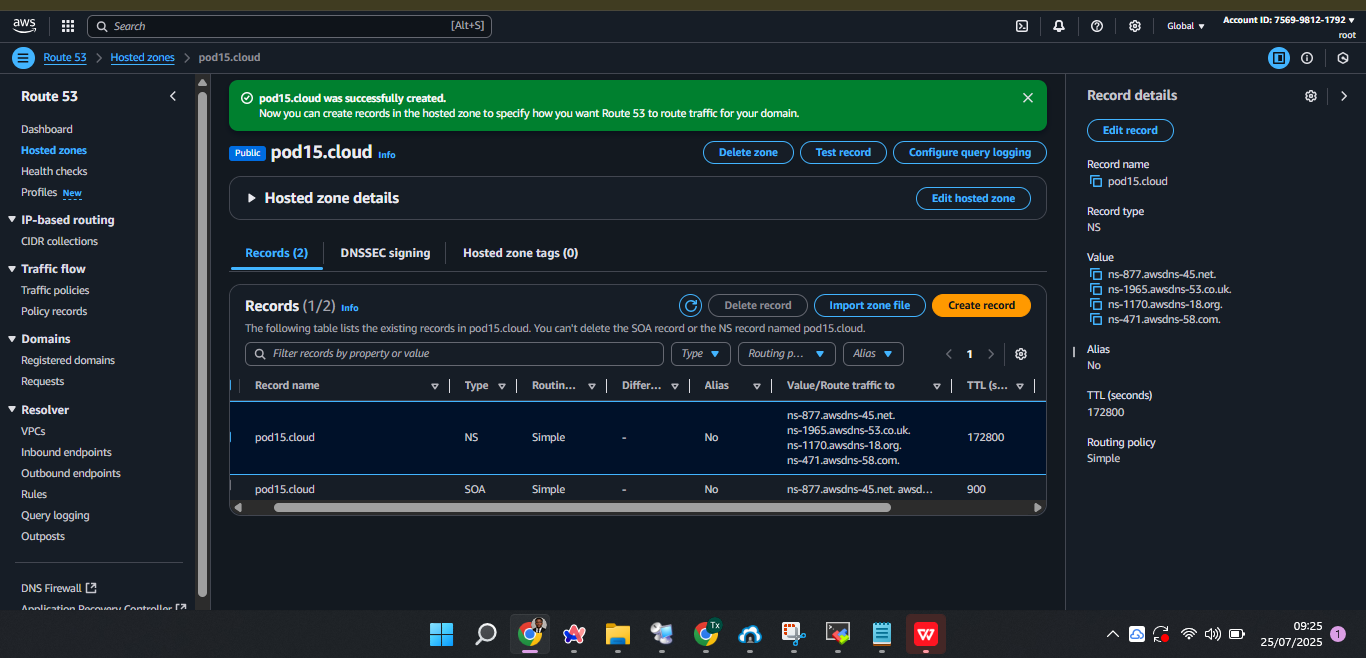 aws
Search
[Alt+S]
Global
Account ID: 7569-9812-1792
root
Route 53
Hosted zones
pod15.cloud
Route 53
Dashboard
Hosted zones
Health checks
Profiles New
IP-based routing
CIDR collections
Traffic flow
Traffic policies
Policy records
Domains
Registered domains
Requests
Resolver
VPCs
Inbound endpoints
Outbound endpoints
Rules
Query logging
Outposts
DNS Firewall
Application Recovery Controller
pod15.cloud was successfully created.
Now you can create records in the hosted zone to specify how you want Route 53 to route traffic for your domain.
Public pod15.cloud Info
Delete zone
Test record
Configure query logging
Hosted zone details
Edit hosted zone
Records (2)
DNSSEC signing
Hosted zone tags (0)
Records (1/2) Info
Delete record
Import zone file
Create record
The following table lists the existing records in pod15.cloud. You can't delete the SOA record or the NS record named pod15.cloud.
Filter records by property or value
Type
Routing p...
Alias
1
Record name
Type
Routin...
Differ...
Alias
Value/Route traffic to
TTL (s...
pod15.cloud
NS
Simple
-
No
ns-877.awsdns-45.net.
ns-1965.awsdns-53.co.uk.
ns-1170.awsdns-18.org.
ns-471.awsdns-58.com.
172800
pod15.cloud
SOA
Simple
-
No
ns-877.awsdns-45.net. awsd...
900
Record details
Edit record
Record name
pod15.cloud
Record type
NS
Value
ns-877.awsdns-45.net.
ns-1965.awsdns-53.co.uk.
ns-1170.awsdns-18.org.
ns-471.awsdns-58.com.
Alias
No
TTL (seconds)
172800
Routing policy
Simple
Tx
W
09:25
25/07/2025
1